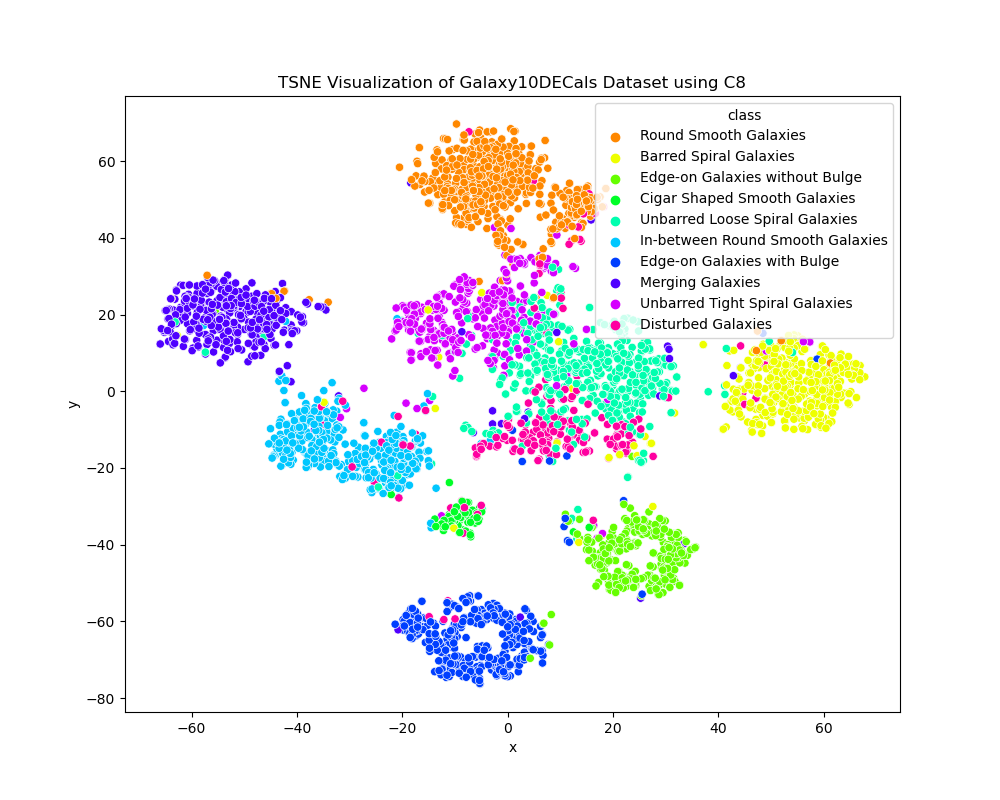 TSNE Visualization of Galaxy10DECals Dataset using C8
class
Round Smooth Galaxies
Barred Spiral Galaxies
Edge-on Galaxies without Bulge
Cigar Shaped Smooth Galaxies
Unbarred Loose Spiral Galaxies
In-between Round Smooth Galaxies
Edge-on Galaxies with Bulge
Merging Galaxies
Unbarred Tight Spiral Galaxies
Disturbed Galaxies
60
40
20
0
−20
−40
−60
−80
y
−60 −40 −20 0 20 40 60
x